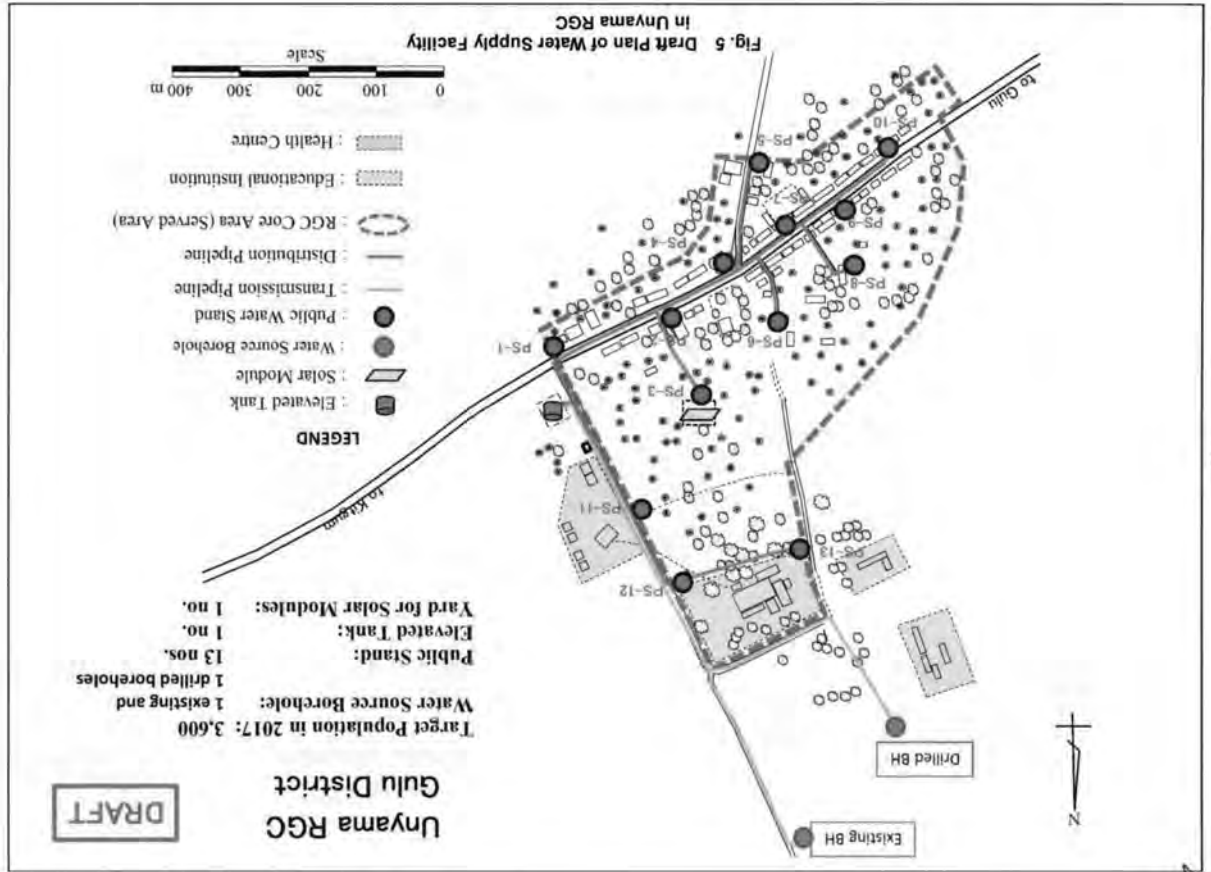 Unyama RGC
Gulu District
DRAFT
Target Population in 2017: 3,600
Water Source Borehole: 1 existing and
1 drilled boreholes
Public Stand: 13 nos.
Elevated Tank: 1 no.
Yard for Solar Modules: 1 no.
N
Existing BH
Drilled BH
PS-13
PS-12
PS-11
to Kitgum
PS-3
PS-1
PS-2
PS-6
PS-8
PS-4
PS-9
PS-7
PS-5
PS-10
to Gulu
LEGEND
: Elevated Tank
: Solar Module
: Water Source Borehole
: Public Water Stand
: Transmission Pipeline
: Distribution Pipeline
: RGC Core Area (Served Area)
: Educational Institution
: Health Centre
0 100 200 300 400 m
Scale
Fig. 5 Draft Plan of Water Supply Facility
in Unyama RGC